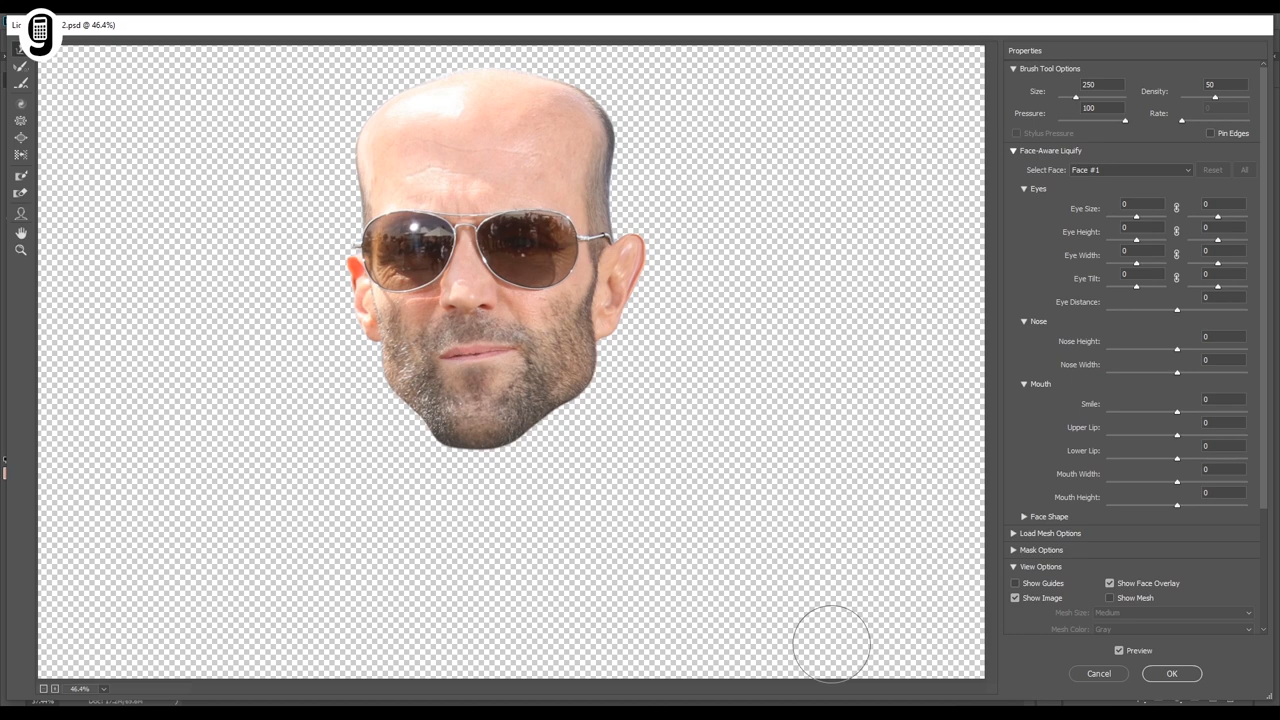 2.psd @ 46.4%)
Properties
Brush Tool Options
Size: 250 Density: 50
Pressure: 100 Rate: 0
Stylus Pressure Pin Edges
Face-Aware Liquify
Select Face: Face #1 Reset All
Eyes
Eye Size: 0 0
Eye Height: 0 0
Eye Width: 0 0
Eye Tilt: 0 0
Eye Distance: 0
Nose
Nose Height: 0
Nose Width: 0
Mouth
Smile: 0
Upper Lip: 0
Lower Lip: 0
Mouth Width: 0
Mouth Height: 0
Face Shape
Load Mesh Options
Mask Options
View Options
Show Guides Show Face Overlay
Show Image Show Mesh
Mesh Size: Medium
Mesh Color: Gray
Preview
Cancel OK
46.4%